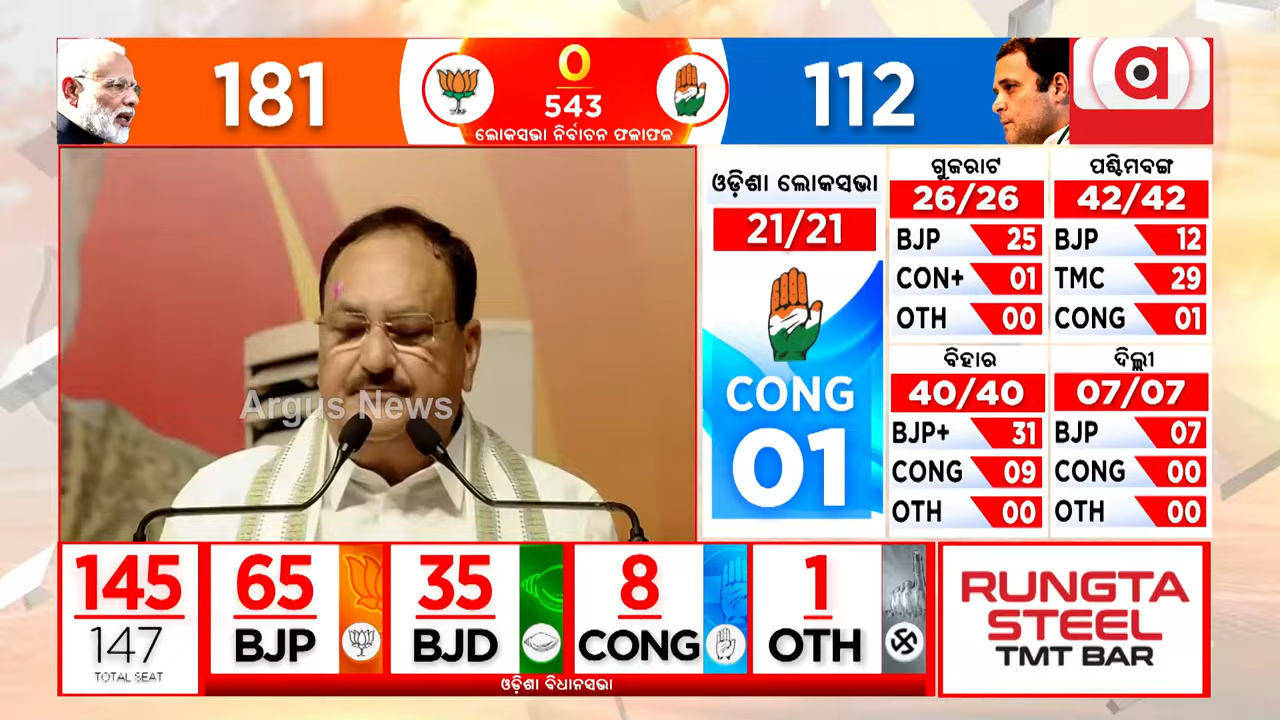 181
0
543
ଲୋକସଭା ନିର୍ବାଚନ ଫଳାଫଳ
112
a
Argus News
ଓଡ଼ିଶା ଲୋକସଭା
21/21
CONG
01
ଗୁଜରାଟ
26/26
BJP 25
CON+ 01
OTH 00
ପଶ୍ଚିମବଙ୍ଗ
42/42
BJP 12
TMC 29
CONG 01
ବିହାର
40/40
BJP+ 31
CONG 09
OTH 00
ଦିଲ୍ଲୀ
07/07
BJP 07
CONG 00
OTH 00
145
147
TOTAL SEAT
65
BJP
35
BJD
8
CONG
1
OTH
ଓଡ଼ିଶା ବିଧାନସଭା
RUNGTA
STEEL
TMT BAR